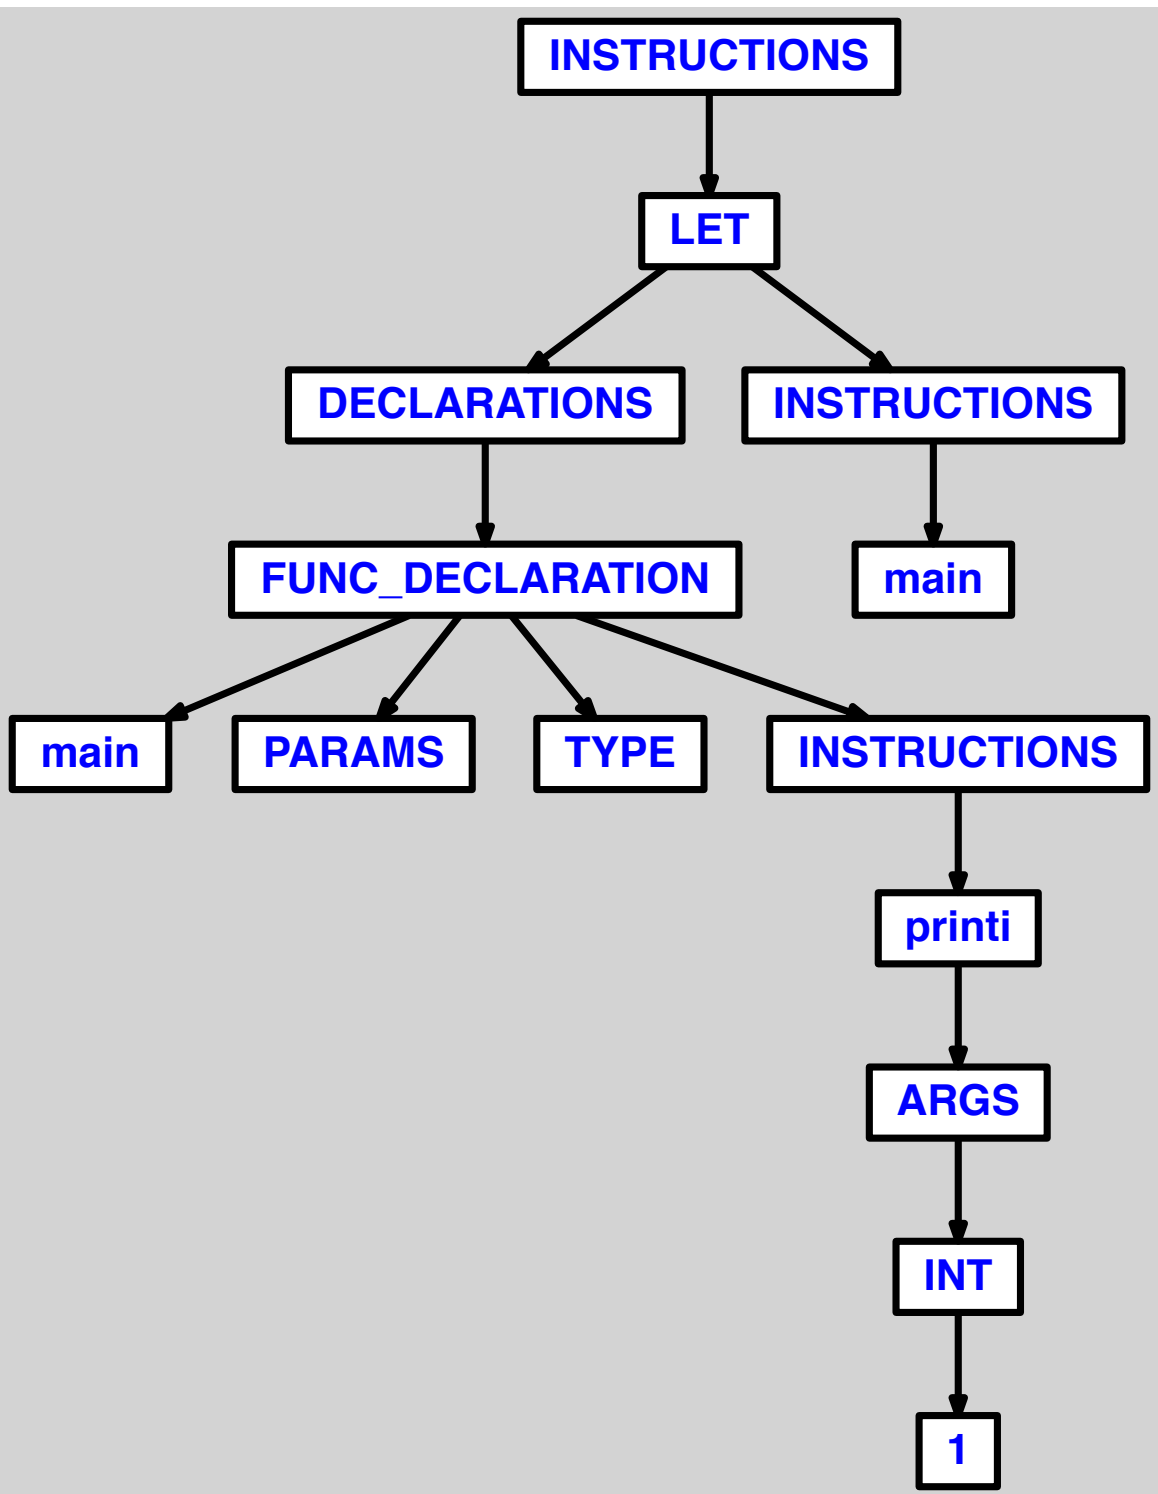 INSTRUCTIONS
LET
DECLARATIONS
INSTRUCTIONS
FUNC_DECLARATION
main
main
PARAMS
TYPE
INSTRUCTIONS
printi
ARGS
INT
1